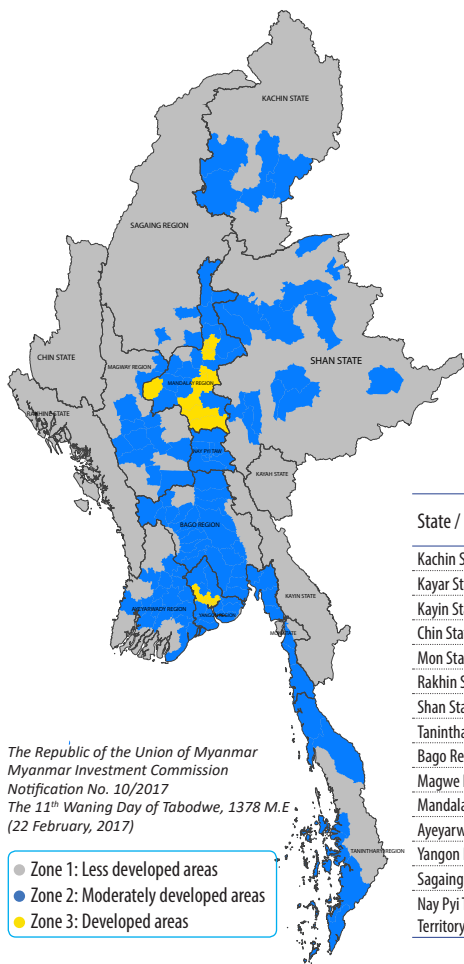 KACHIN STATE
SAGAING REGION
CHIN STATE
MAGWAY REGION
SHAN STATE
MANDALAY REGION
RAKHINE STATE
NAY PYI TAW
KAYAH STATE
BAGO REGION
KAYIN STATE
AYEYARWADY REGION
YANGON REGION
MON STATE
TANINTHARYI REGION
The Republic of the Union of Myanmar
Myanmar Investment Commission
Notification No. 10/2017
The 11th Waning Day of Tabodwe, 1378 M.E
(22 February, 2017)
Zone 1: Less developed areas
Zone 2: Moderately developed areas
Zone 3: Developed areas
State /
Kachin S
Kayar St
Kayin St
Chin Sta
Mon Sta
Rakhin S
Shan Sta
Tanintha
Bago Re
Magwe
Mandala
Ayeyarw
Yangon
Sagaing
Nay Pyi T
Territory